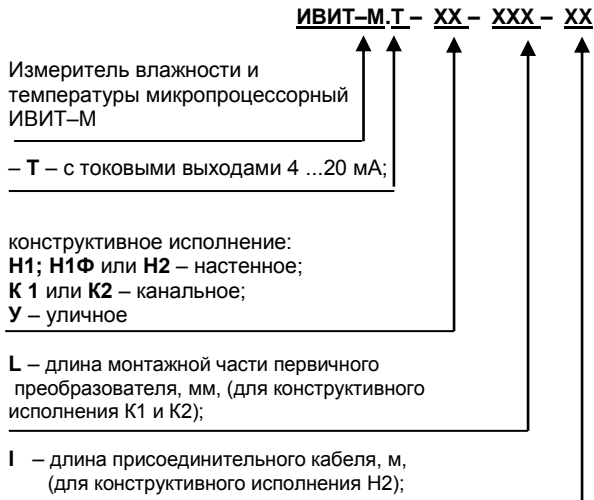 ИВИТ–М.Т – ХХ – ХХХ – ХХ
Измеритель влажности и
температуры микропроцессорный
ИВИТ–М
– Т – с токовыми выходами 4 ...20 мА;
конструктивное исполнение:
Н1; Н1Ф или Н2 – настенное;
К 1 или К2 – канальное;
У – уличное
L – длина монтажной части первичного
преобразователя, мм, (для конструктивного
исполнения К1 и К2);
l – длина присоединительного кабеля, м,
(для конструктивного исполнения Н2);